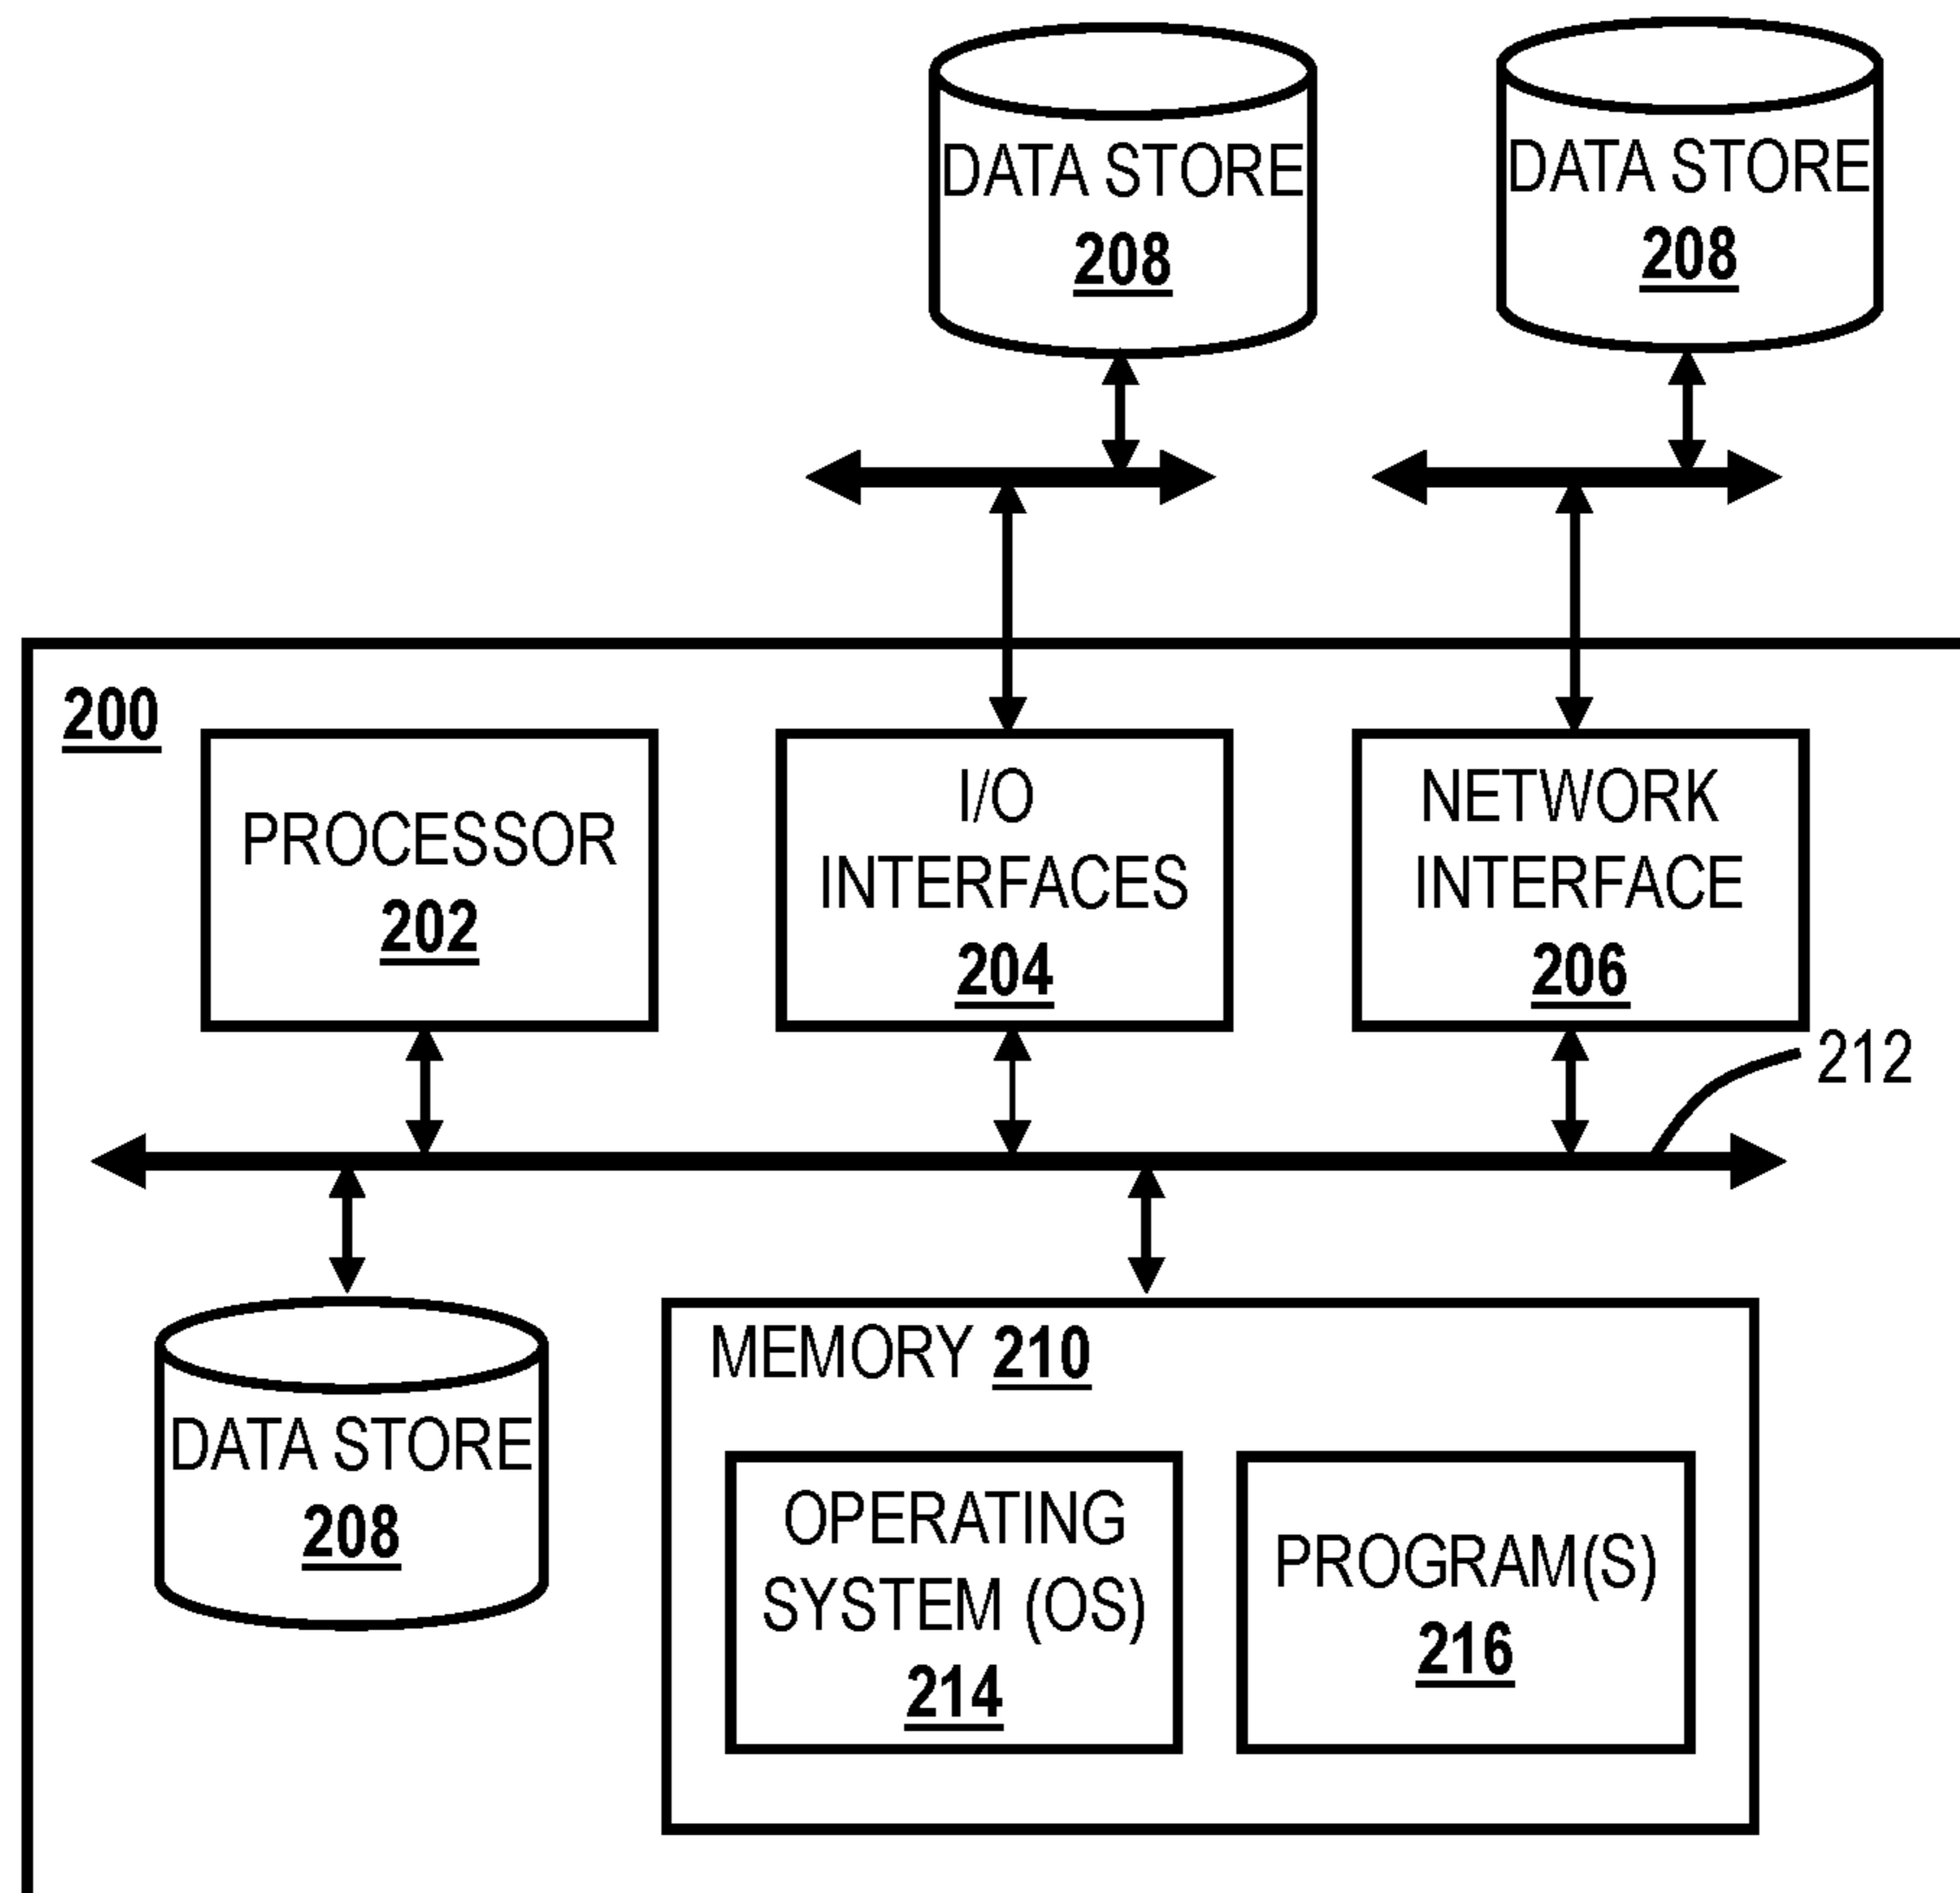 DATA STORE
208
DATA STORE
208
200
PROCESSOR
202
I/O
INTERFACES
204
NETWORK
INTERFACE
206
212
DATA STORE
208
MEMORY 210
OPERATING
SYSTEM (OS)
214
PROGRAM(S)
216